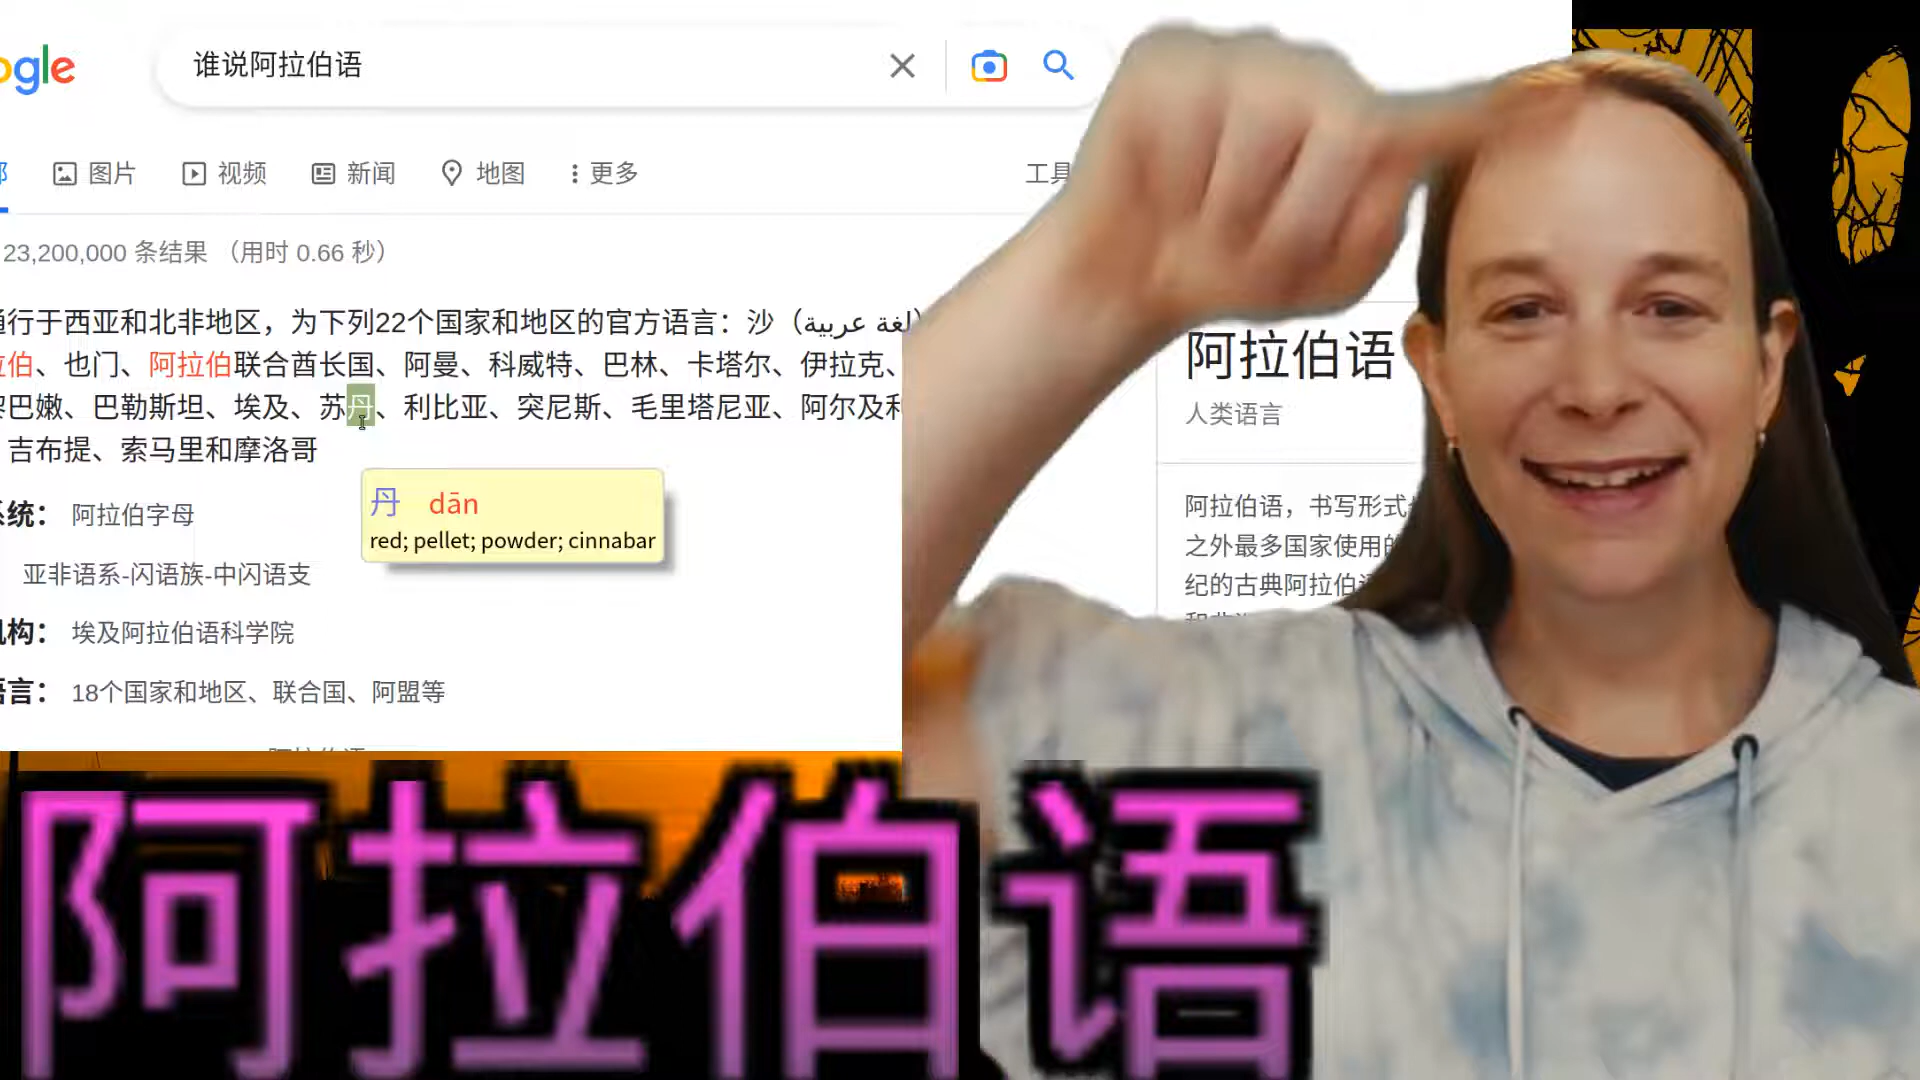 ogle
谁说阿拉伯语
图片 视频 新闻 地图 更多 工具
23,200,000 条结果 （用时 0.66 秒）
通行于西亚和北非地区，为下列22个国家和地区的官方语言：沙（لغة عربية）
拉伯、也门、阿拉伯联合酋长国、阿曼、科威特、巴林、卡塔尔、伊拉克、
黎巴嫩、巴勒斯坦、埃及、苏丹、利比亚、突尼斯、毛里塔尼亚、阿尔及利
吉布提、索马里和摩洛哥
丹 dān
red; pellet; powder; cinnabar
系统： 阿拉伯字母
亚非语系-闪语族-中闪语支
机构： 埃及阿拉伯语科学院
语言： 18个国家和地区、联合国、阿盟等
阿拉伯语
人类语言
阿拉伯语，书写形式
之外最多国家使用的
纪的古典阿拉伯语
阿拉伯语